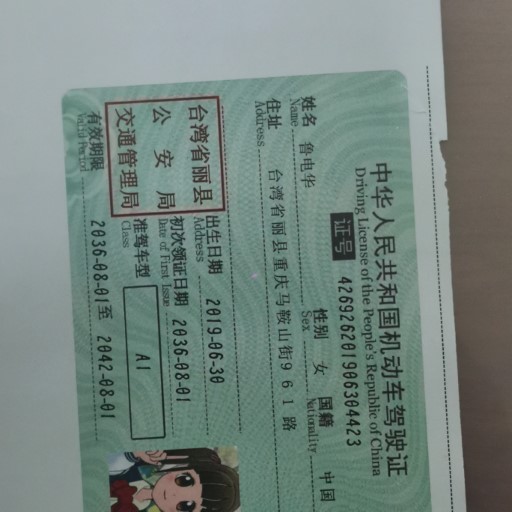 中华人民共和国机动车驾驶证
Driving License of the People's Republic of China
证号 426926201906304423
姓名 鲁电华 性别 女 国籍 中国
Name Sex Nationality
住址 台湾省丽县重庆马鞍山街961路
Address
台湾省丽县
公安局
交通管理局
出生日期 2019-06-30
Address
初次领证日期 2036-08-01
Date of First Issue
准驾车型 A1
Class
有效期限 2036-08-01至 2042-08-01
Valid Period